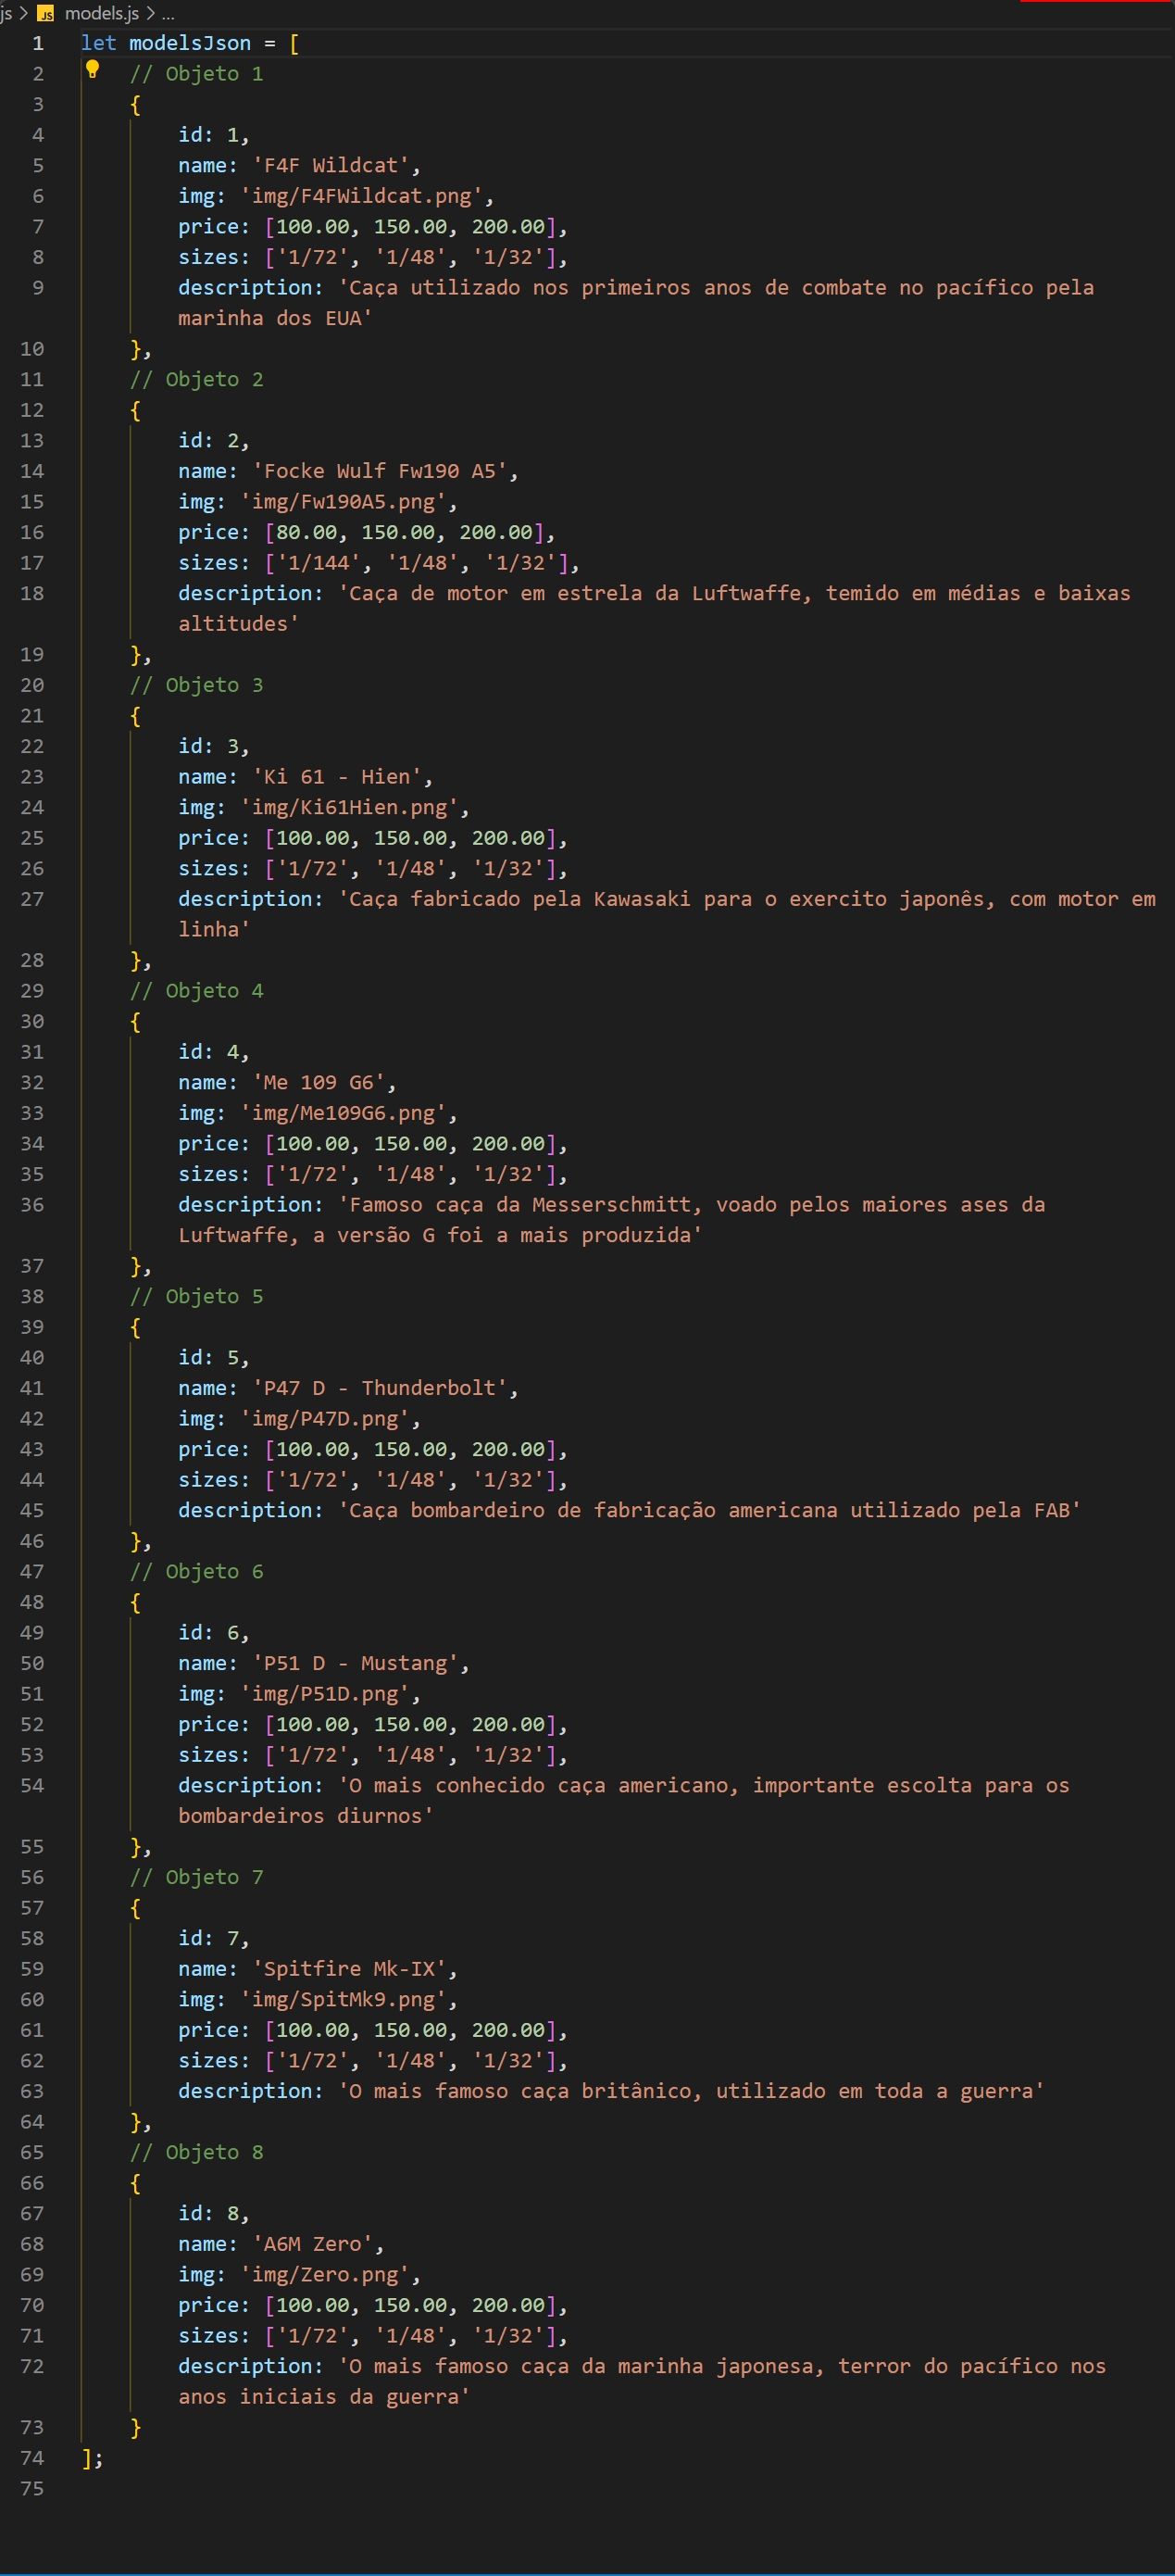 js > JS models.js > ...
1 let modelsJson = [
2 // Objeto 1
3 {
4 id: 1,
5 name: 'F4F Wildcat',
6 img: 'img/F4FWildcat.png',
7 price: [100.00, 150.00, 200.00],
8 sizes: ['1/72', '1/48', '1/32'],
9 description: 'Caça utilizado nos primeiros anos de combate no pacífico pela
marinha dos EUA'
10 },
11 // Objeto 2
12 {
13 id: 2,
14 name: 'Focke Wulf Fw190 A5',
15 img: 'img/Fw190A5.png',
16 price: [80.00, 150.00, 200.00],
17 sizes: ['1/144', '1/48', '1/32'],
18 description: 'Caça de motor em estrela da Luftwaffe, temido em médias e baixas
altitudes'
19 },
20 // Objeto 3
21 {
22 id: 3,
23 name: 'Ki 61 - Hien',
24 img: 'img/Ki61Hien.png',
25 price: [100.00, 150.00, 200.00],
26 sizes: ['1/72', '1/48', '1/32'],
27 description: 'Caça fabricado pela Kawasaki para o exercito japonês, com motor em
linha'
28 },
29 // Objeto 4
30 {
31 id: 4,
32 name: 'Me 109 G6',
33 img: 'img/Me109G6.png',
34 price: [100.00, 150.00, 200.00],
35 sizes: ['1/72', '1/48', '1/32'],
36 description: 'Famoso caça da Messerschmitt, voado pelos maiores ases da
Luftwaffe, a versão G foi a mais produzida'
37 },
38 // Objeto 5
39 {
40 id: 5,
41 name: 'P47 D - Thunderbolt',
42 img: 'img/P47D.png',
43 price: [100.00, 150.00, 200.00],
44 sizes: ['1/72', '1/48', '1/32'],
45 description: 'Caça bombardeiro de fabricação americana utilizado pela FAB'
46 },
47 // Objeto 6
48 {
49 id: 6,
50 name: 'P51 D - Mustang',
51 img: 'img/P51D.png',
52 price: [100.00, 150.00, 200.00],
53 sizes: ['1/72', '1/48', '1/32'],
54 description: 'O mais conhecido caça americano, importante escolta para os
bombardeiros diurnos'
55 },
56 // Objeto 7
57 {
58 id: 7,
59 name: 'Spitfire Mk-IX',
60 img: 'img/SpitMk9.png',
61 price: [100.00, 150.00, 200.00],
62 sizes: ['1/72', '1/48', '1/32'],
63 description: 'O mais famoso caça britânico, utilizado em toda a guerra'
64 },
65 // Objeto 8
66 {
67 id: 8,
68 name: 'A6M Zero',
69 img: 'img/Zero.png',
70 price: [100.00, 150.00, 200.00],
71 sizes: ['1/72', '1/48', '1/32'],
72 description: 'O mais famoso caça da marinha japonesa, terror do pacífico nos
anos iniciais da guerra'
73 }
74 ];
75